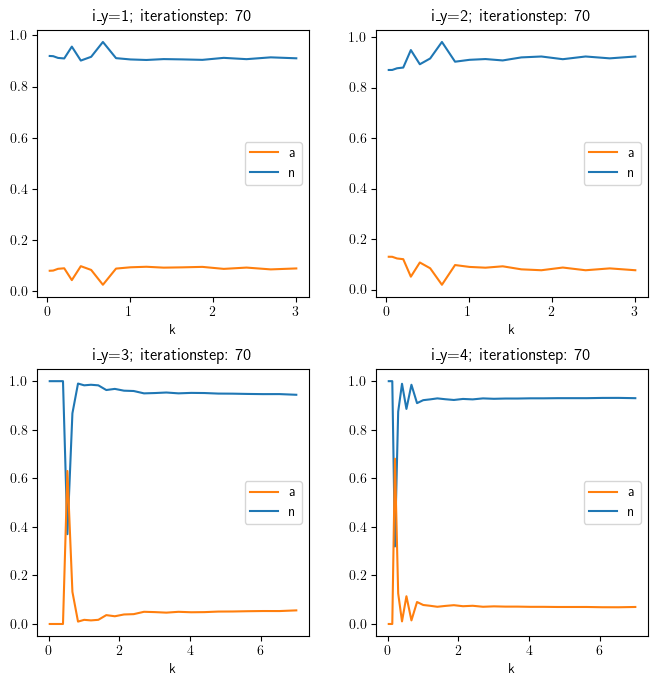 i_y=1; iterationstep: 70
1.0
0.8
0.6
0.4
0.2
0.0
a
n
0 1 2 3
k
i_y=2; iterationstep: 70
1.0
0.8
0.6
0.4
0.2
0.0
a
n
0 1 2 3
k
i_y=3; iterationstep: 70
1.0
0.8
0.6
0.4
0.2
0.0
a
n
0 2 4 6
k
i_y=4; iterationstep: 70
1.0
0.8
0.6
0.4
0.2
0.0
a
n
0 2 4 6
k